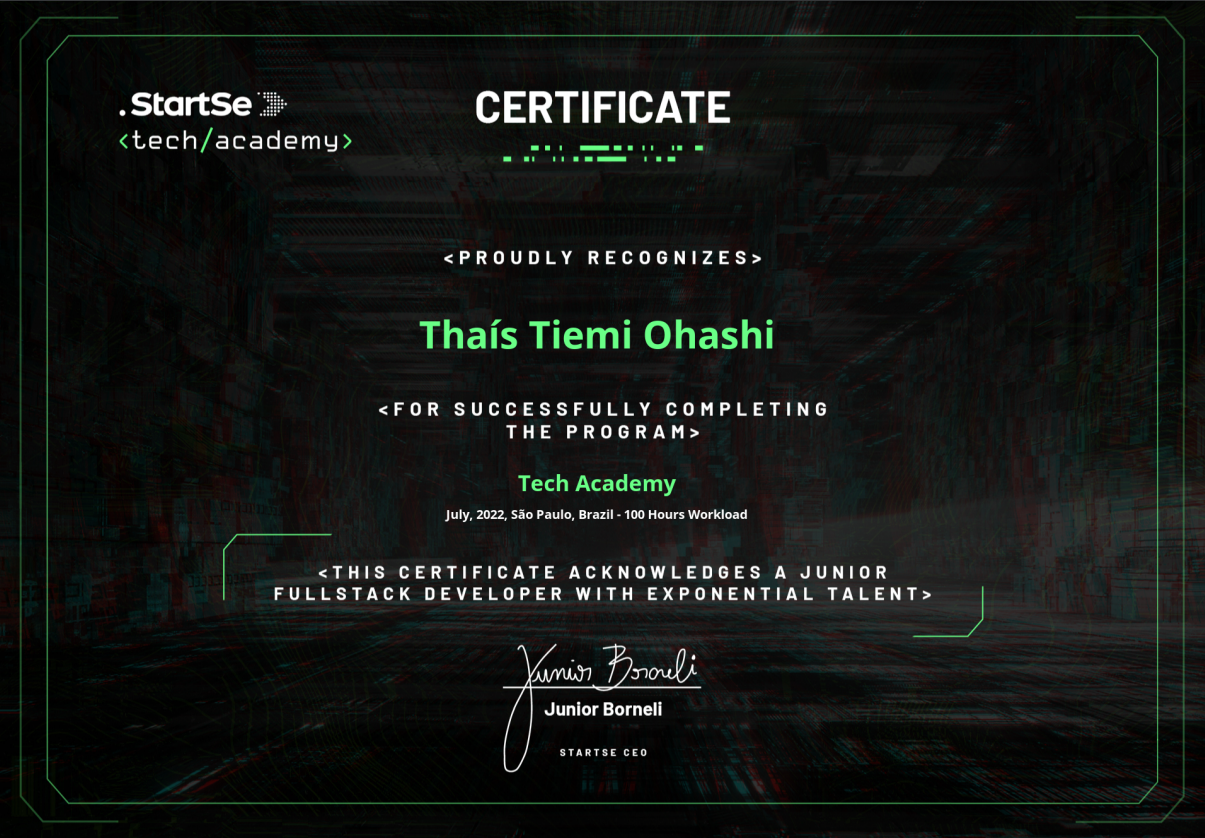 .StartSe
<tech/academy>
CERTIFICATE
<PROUDLY RECOGNIZES>
Thaís Tiemi Ohashi
<FOR SUCCESSFULLY COMPLETING
THE PROGRAM>
Tech Academy
July, 2022, São Paulo, Brazil - 100 Hours Workload
<THIS CERTIFICATE ACKNOWLEDGES A JUNIOR
FULLSTACK DEVELOPER WITH EXPONENTIAL TALENT>
Junior Borneli
Junior Borneli
STARTSE CEO